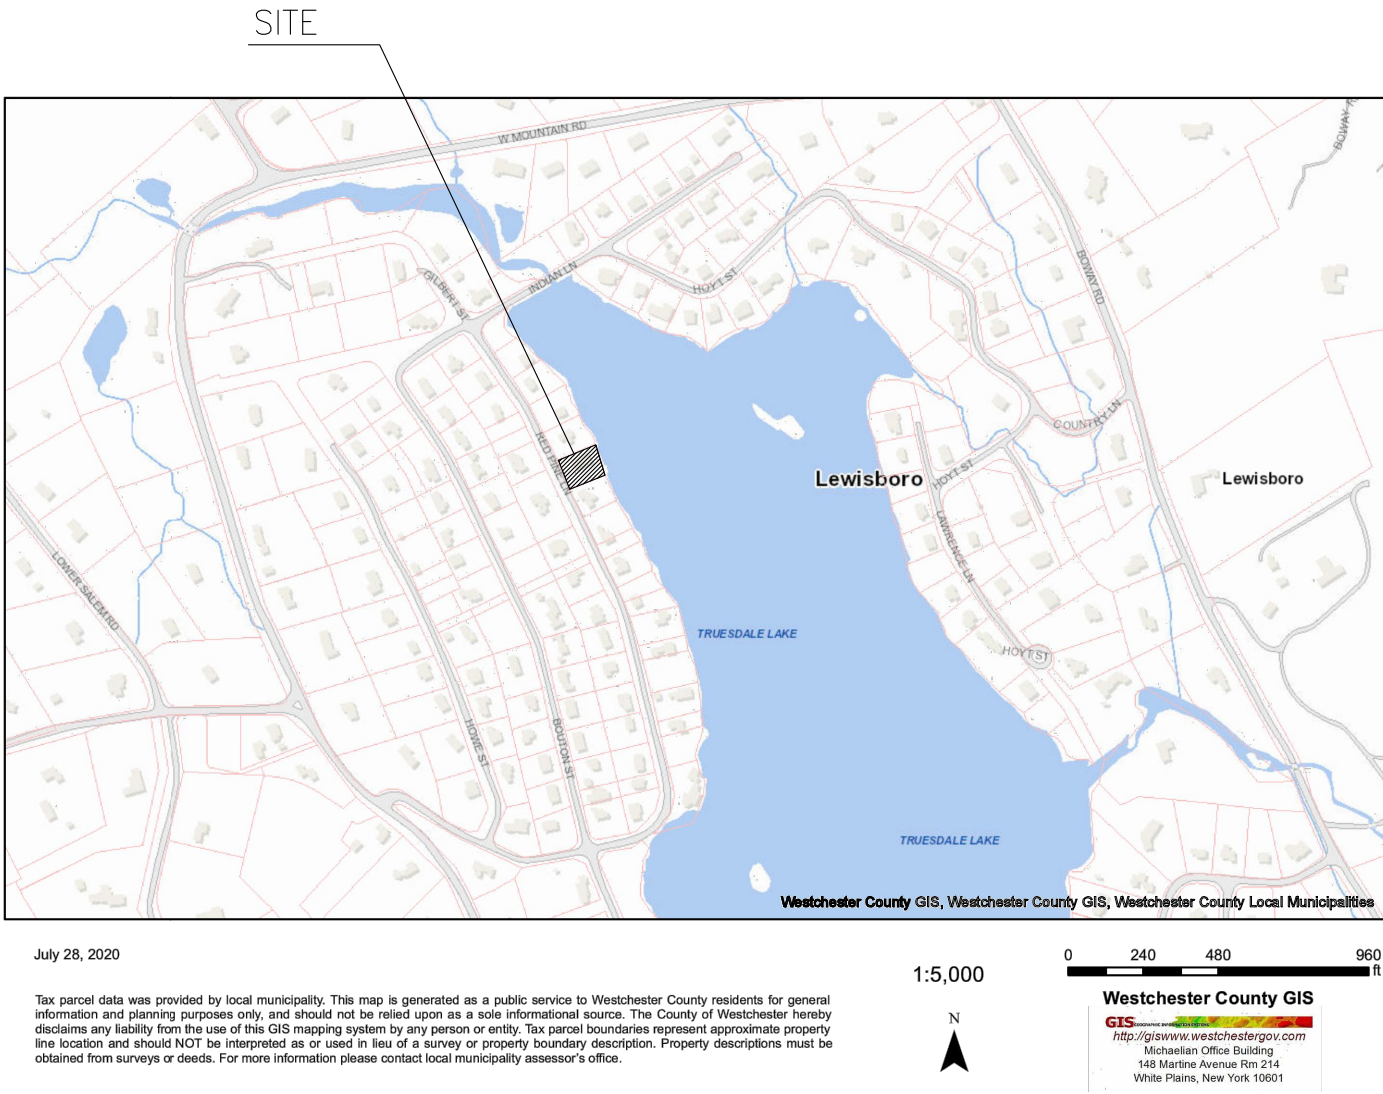 SITE
W MOUNTAIN RD
BOWAY
GILBERT ST
INDIAN LN
HOYT ST
BOWAY RD
RED PINE LN
COUNTRY LN
HOYT ST
Lewisboro
Lewisboro
LAWRENCE LN
LOWER SALEM RD
TRUESDALE LAKE
HOYT ST
HOWE ST
BOUTON ST
TRUESDALE LAKE
Westchester County GIS, Westchester County GIS, Westchester County Local Municipalities
July 28, 2020
1:5,000
0 240 480 960
ft
N
Tax parcel data was provided by local municipality. This map is generated as a public service to Westchester County residents for general
information and planning purposes only, and should not be relied upon as a sole informational source. The County of Westchester hereby
disclaims any liability from the use of this GIS mapping system by any person or entity. Tax parcel boundaries represent approximate property
line location and should NOT be interpreted as or used in lieu of a survey or property boundary description. Property descriptions must be
obtained from surveys or deeds. For more information please contact local municipality assessor's office.
Westchester County GIS
GIS GEOGRAPHIC INFORMATION SYSTEMS
http://giswww.westchestergov.com
Michaelian Office Building
148 Martine Avenue Rm 214
White Plains, New York 10601